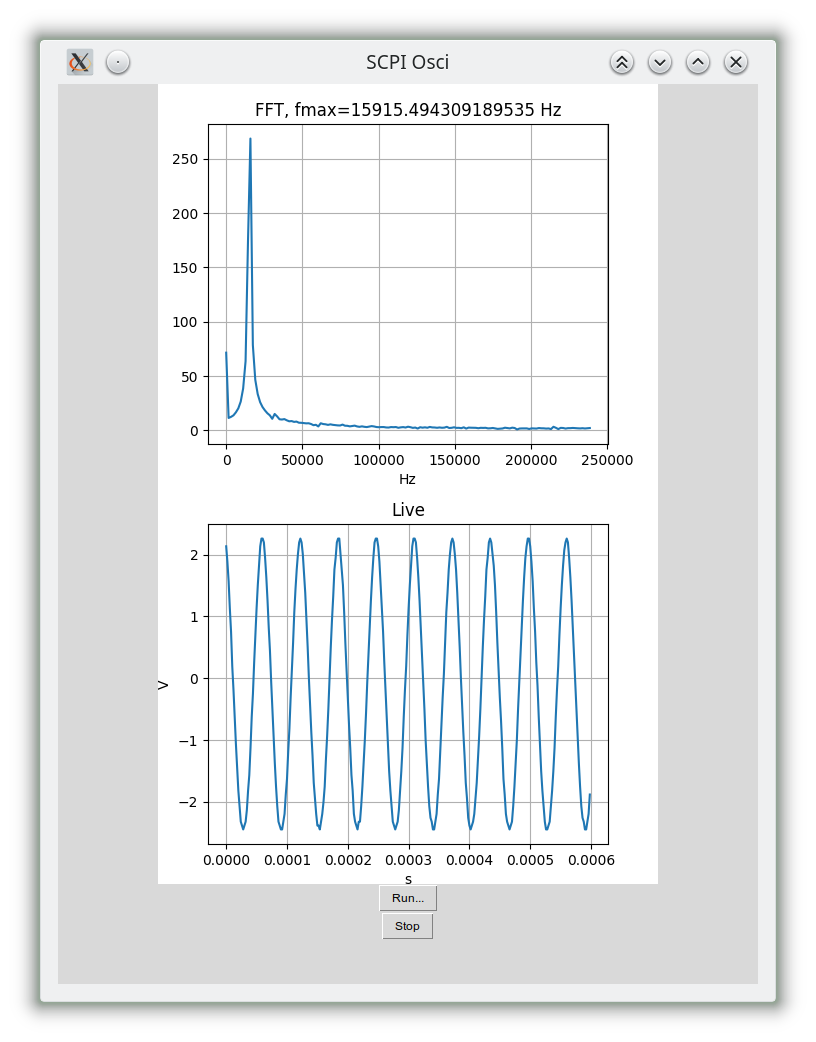 SCPI Osci
FFT, fmax=15915.494309189535 Hz
250
200
150
100
50
0
0 50000 100000 150000 200000 250000
Hz
Live
2
1
0
−1
−2
V
0.0000 0.0001 0.0002 0.0003 0.0004 0.0005 0.0006
s
Run...
Stop